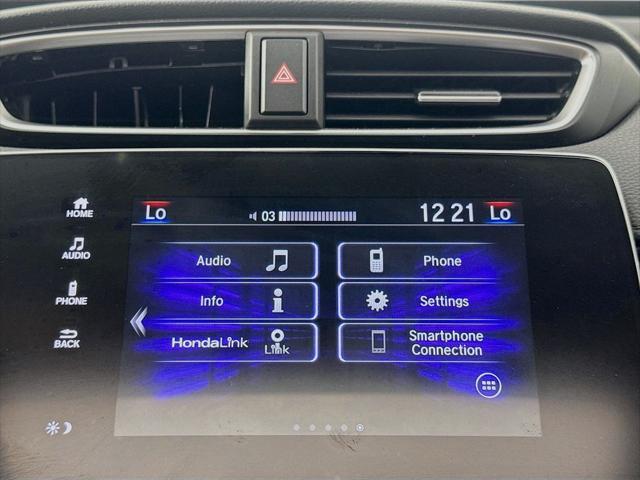 HOME
AUDIO
PHONE
BACK
Lo 03 12 21 Lo
Audio
Phone
Info
Settings
HondaLink
Link
Smartphone
Connection